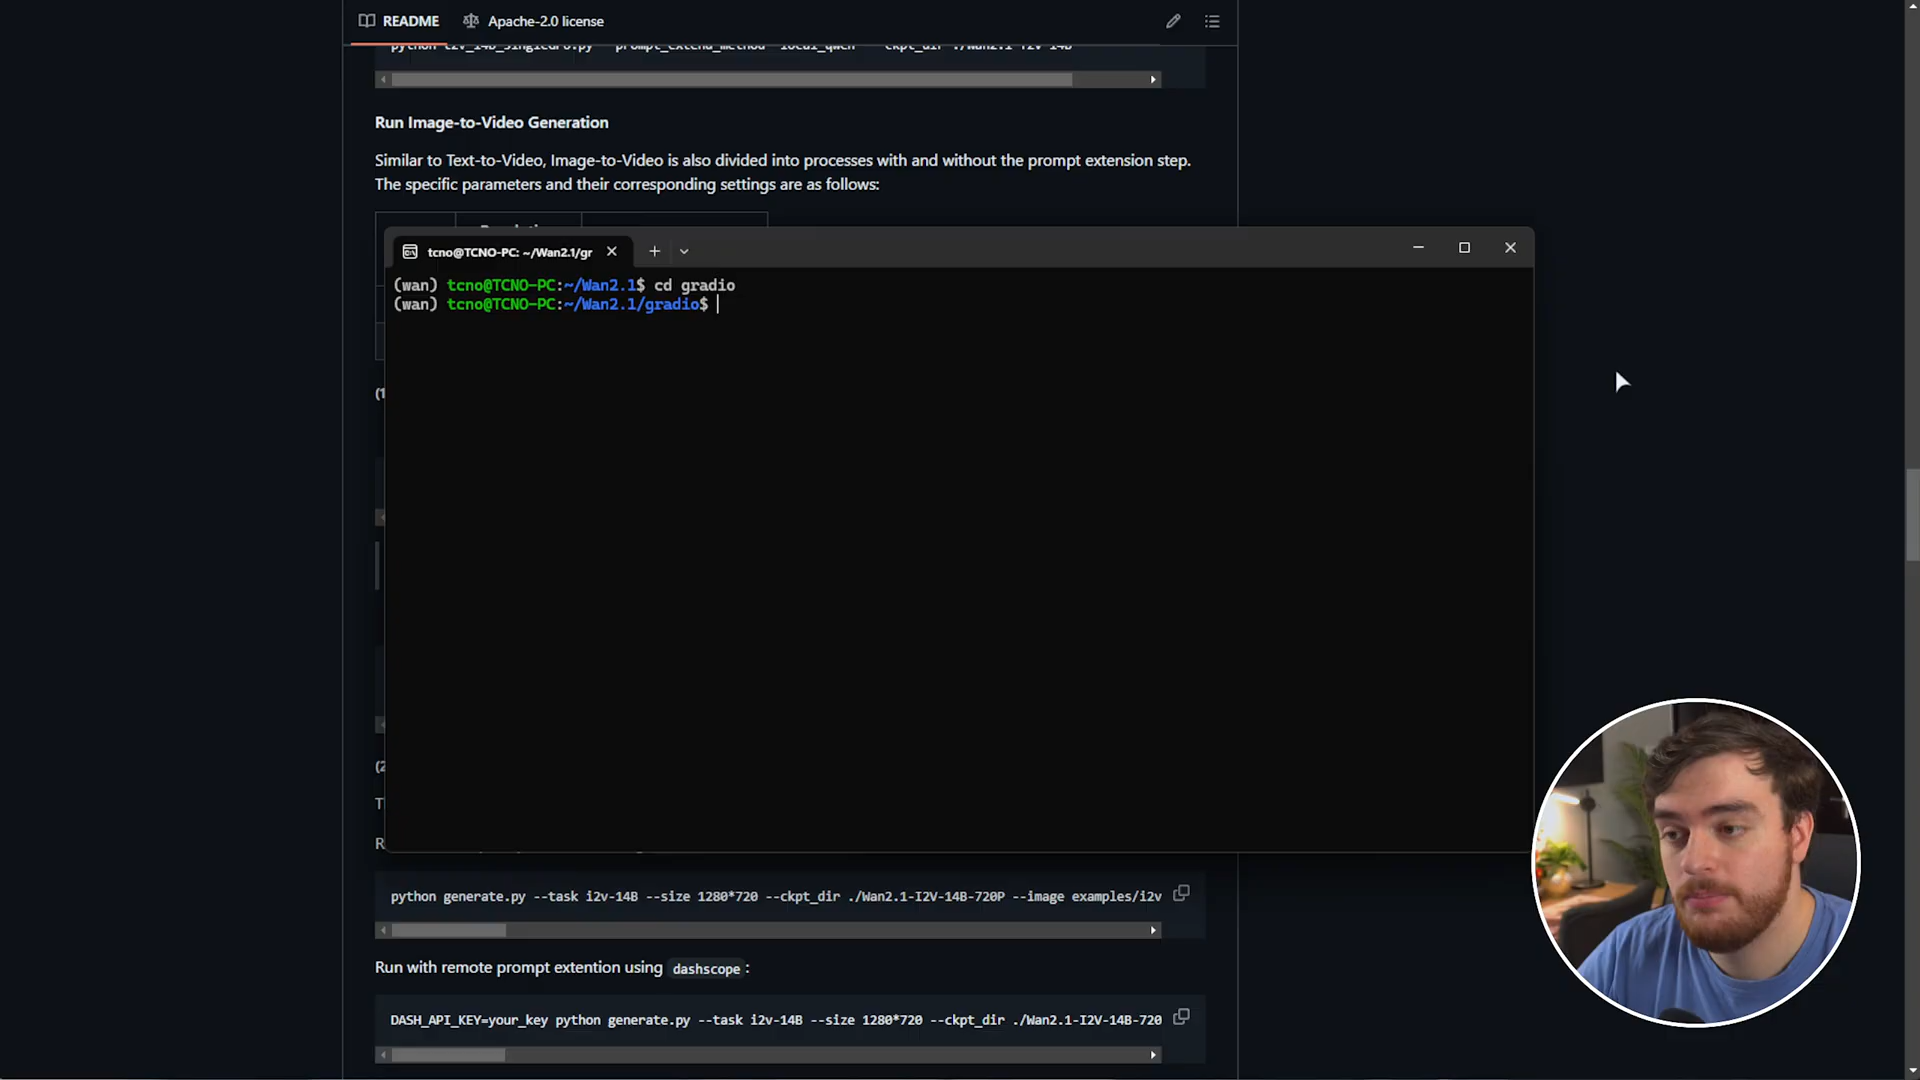 README
Apache-2.0 license
Run Image-to-Video Generation
Similar to Text-to-Video, Image-to-Video is also divided into processes with and without the prompt extension step.
The specific parameters and their corresponding settings are as follows:
tcno@TCNO-PC: ~/Wan2.1/gr
(wan) tcno@TCNO-PC:~/Wan2.1$ cd gradio
(wan) tcno@TCNO-PC:~/Wan2.1/gradio$
python generate.py --task i2v-14B --size 1280*720 --ckpt_dir ./Wan2.1-I2V-14B-720P --image examples/i2v
Run with remote prompt extention using dashscope:
DASH_API_KEY=your_key python generate.py --task i2v-14B --size 1280*720 --ckpt_dir ./Wan2.1-I2V-14B-720